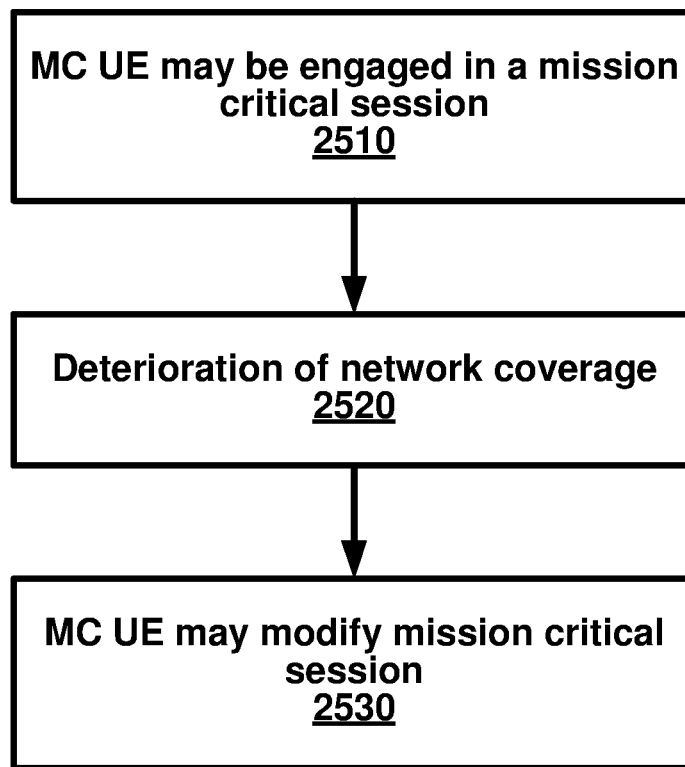 MC UE may be engaged in a mission
critical session
2510
Deterioration of network coverage
2520
MC UE may modify mission critical
session
2530